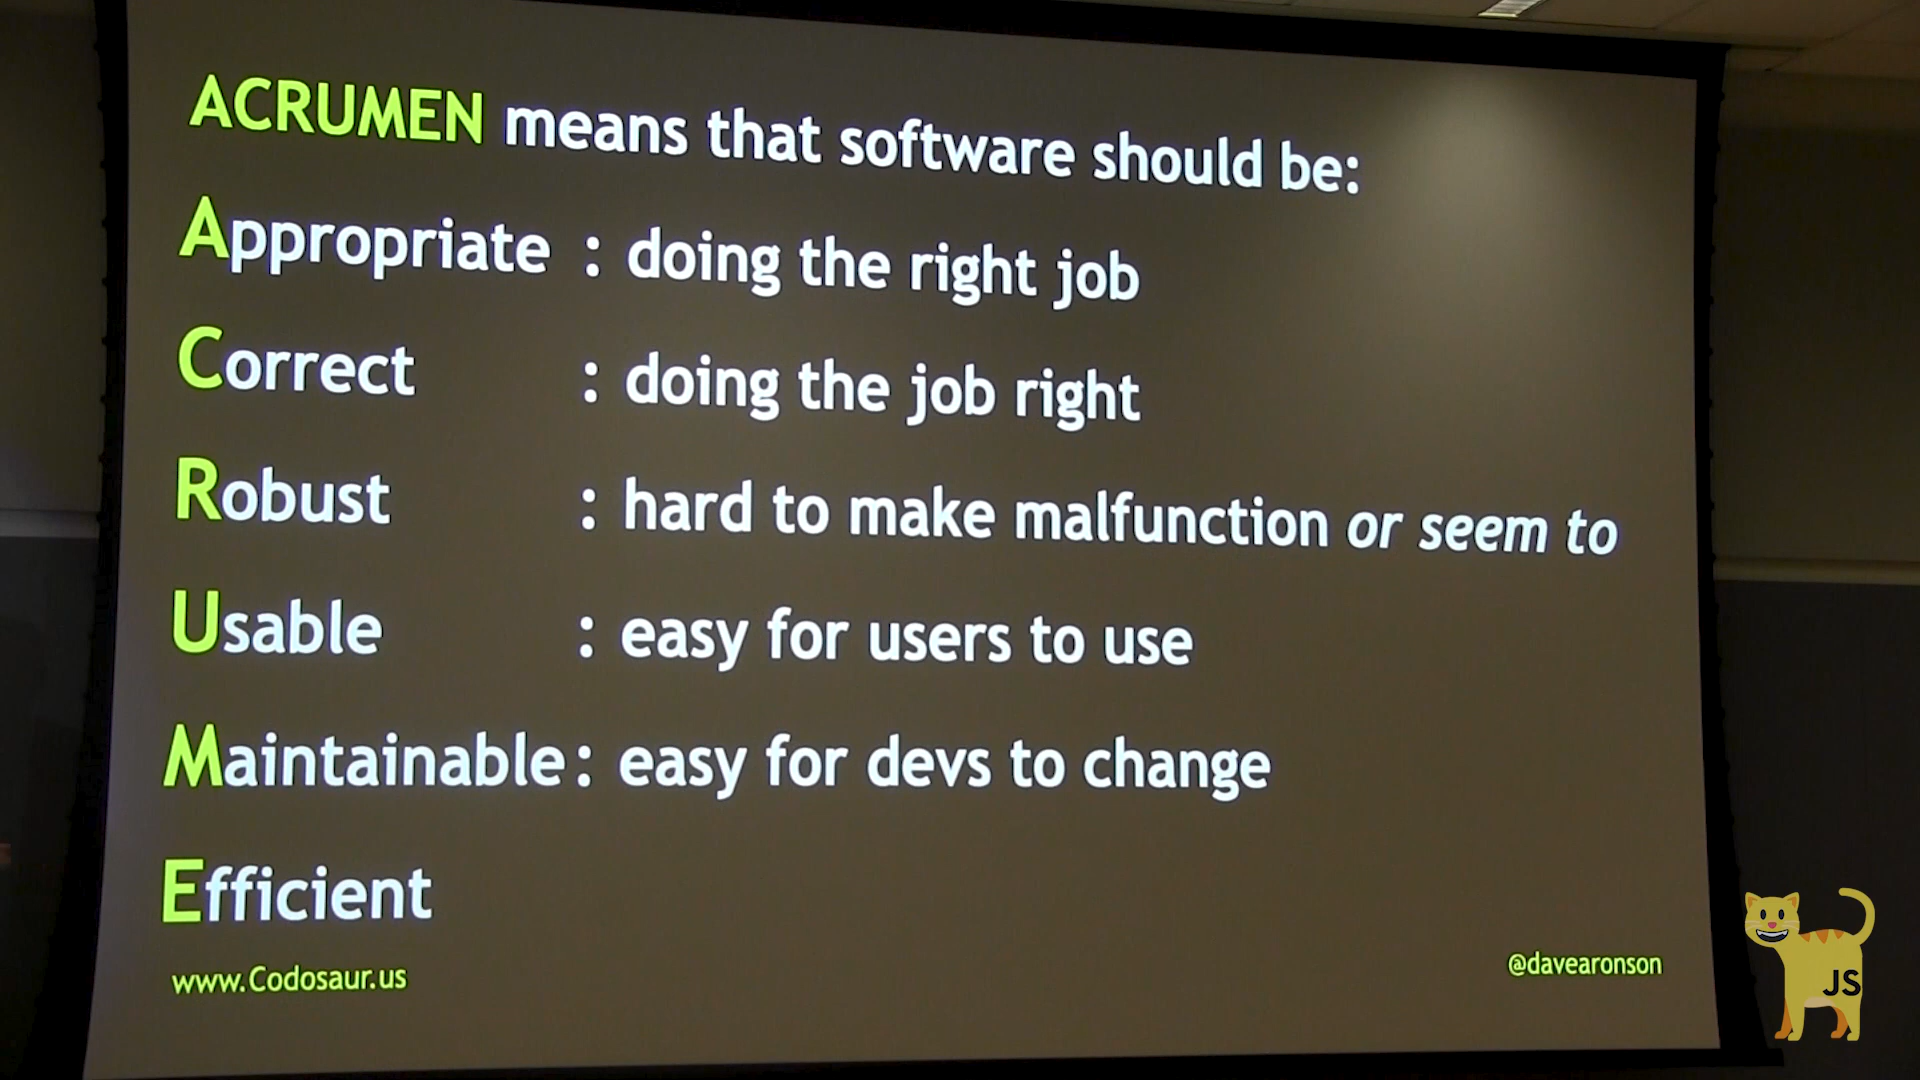 ACRUMEN means that software should be:
Appropriate : doing the right job
Correct : doing the job right
Robust : hard to make malfunction or seem to
Usable : easy for users to use
Maintainable : easy for devs to change
Efficient
www.Codosaur.us
@davearonson
JS